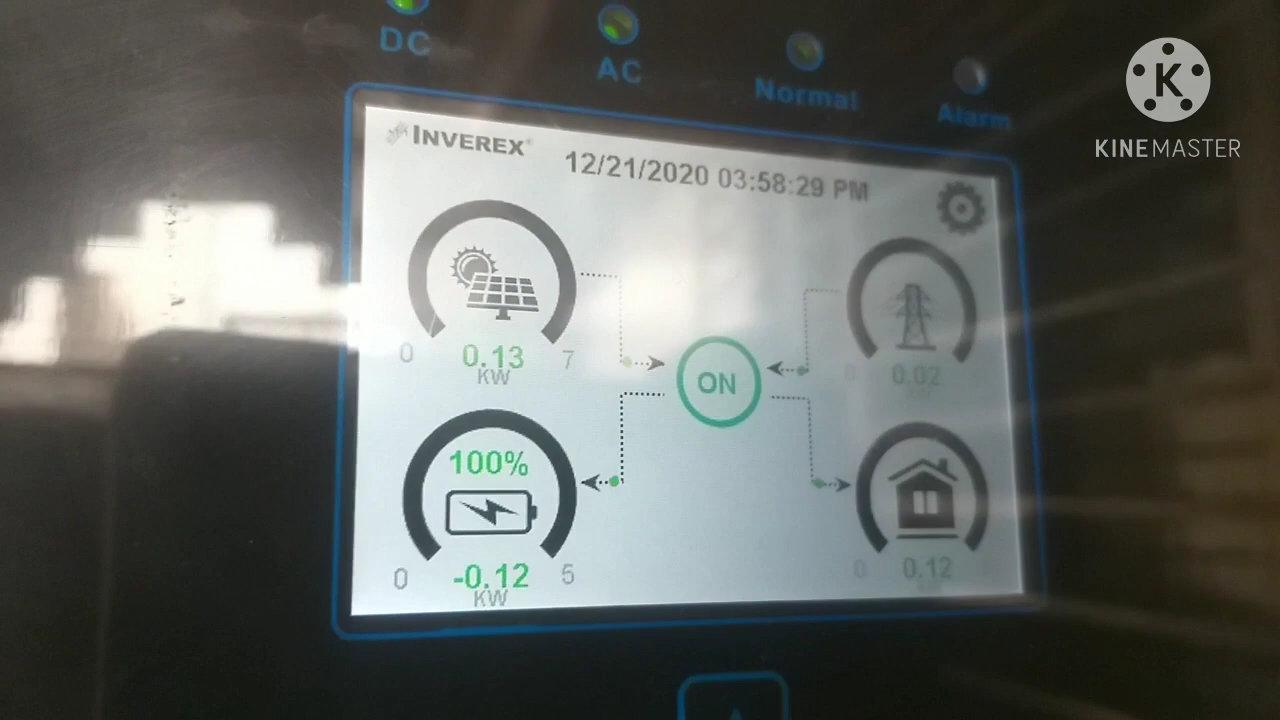 DC
AC
Normal
Alarm
KINEMASTER
INVEREX
12/21/2020 03:58:29 PM
0
0.13
7
KW
0
0.02
ON
100%
0
-0.12
5
KW
0
0.12